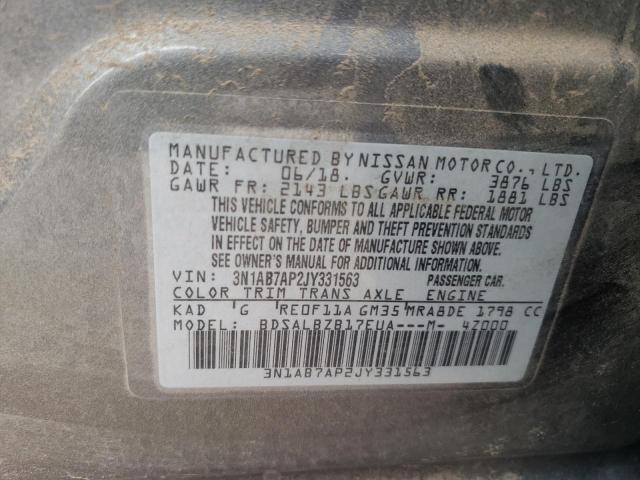 MANUFACTURED BY NISSAN MOTOR CO., LTD.
DATE: 06/18. GVWR: 3876 LBS
GAWR FR: 2143 LBS GAWR RR: 1881 LBS
THIS VEHICLE CONFORMS TO ALL APPLICABLE FEDERAL MOTOR
VEHICLE SAFETY, BUMPER AND THEFT PREVENTION STANDARDS
IN EFFECT ON THE DATE OF MANUFACTURE SHOWN ABOVE.
SEE OWNER'S MANUAL FOR ADDITIONAL INFORMATION.
VIN: 3N1AB7AP2JY331563 PASSENGER CAR.
COLOR TRIM TRANS AXLE ENGINE
KAD G RE0F11A GM35 MRA8DE 1798 CC
MODEL: BDSALBZB17EUA---M- 4Z000
3N1AB7AP2JY331563